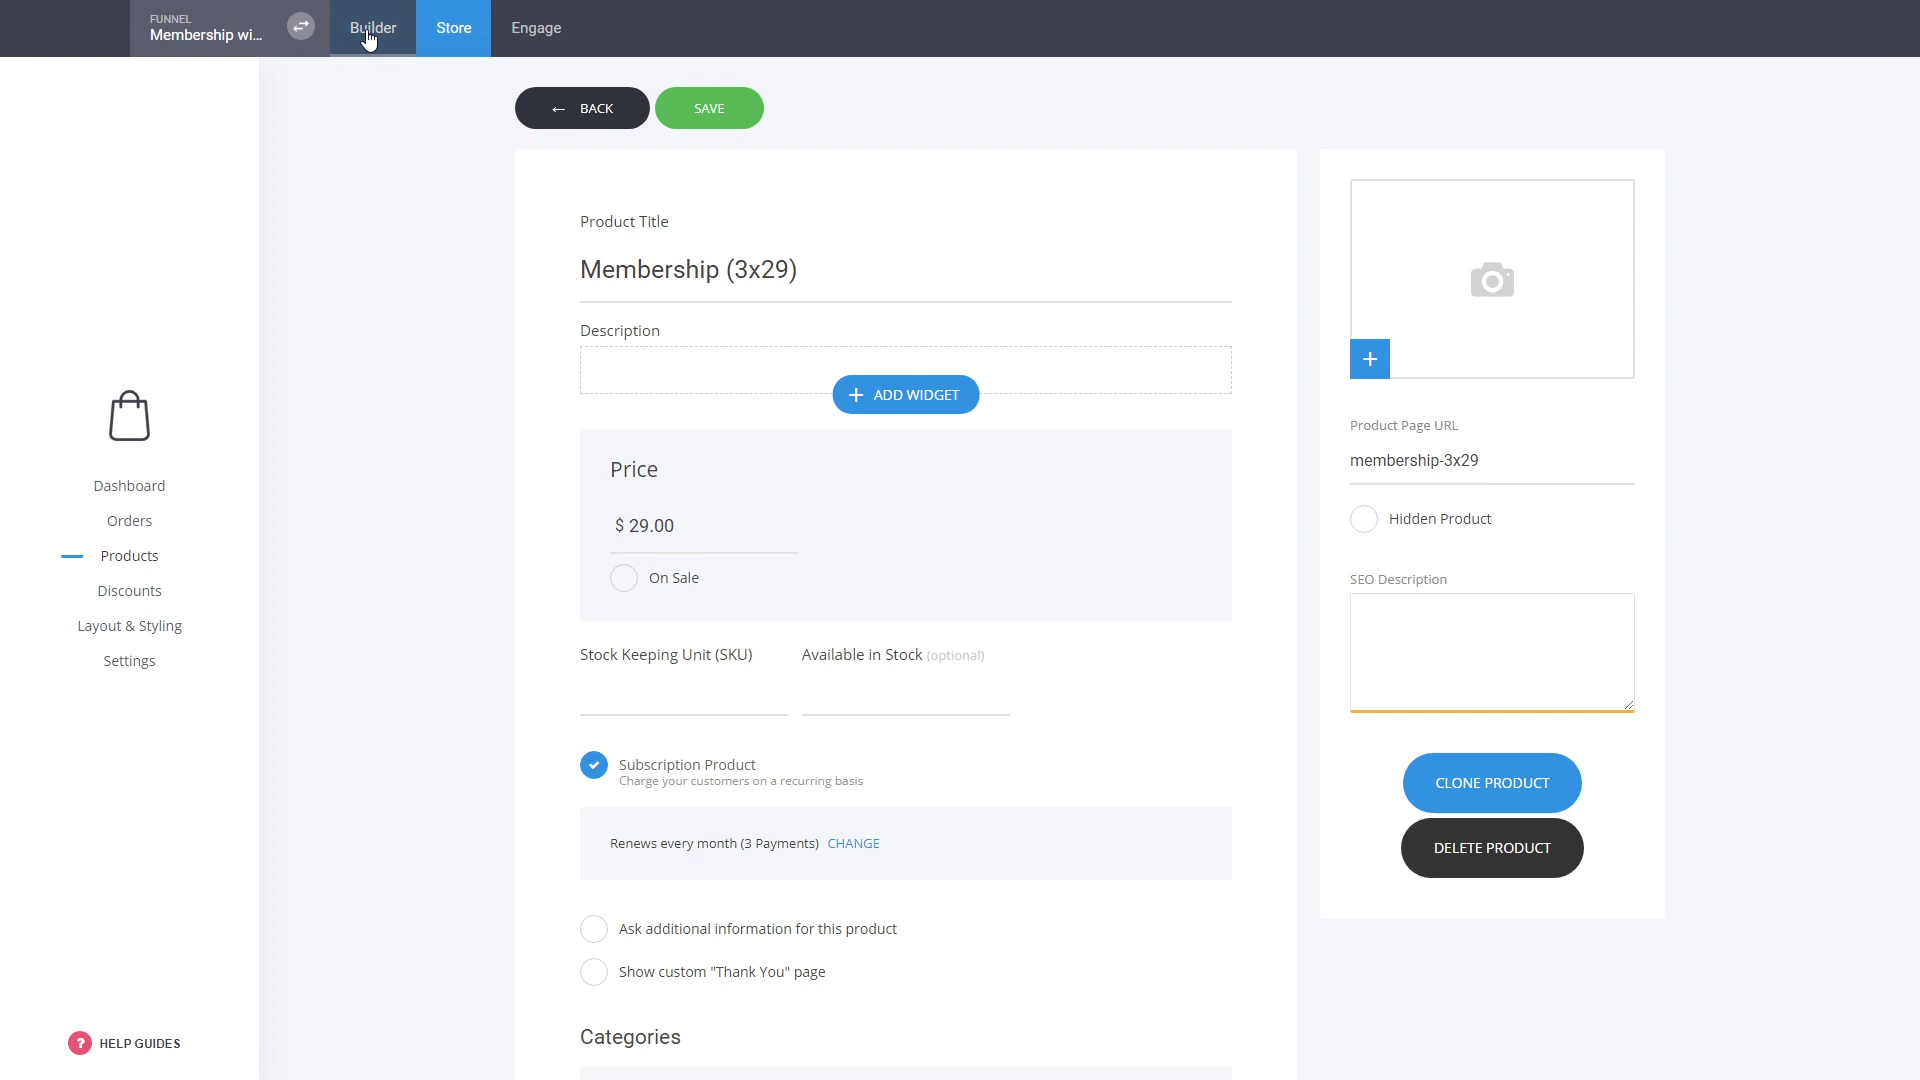 FUNNEL
Membership wi...
Builder
Store
Engage
← BACK
SAVE
Product Title
Membership (3x29)
Description
+ ADD WIDGET
Price
$ 29.00
On Sale
Stock Keeping Unit (SKU)
Available in Stock (optional)
Subscription Product
Charge your customers on a recurring basis
Renews every month (3 Payments) CHANGE
Ask additional information for this product
Show custom "Thank You" page
Categories
Product Page URL
membership-3x29
Hidden Product
SEO Description
CLONE PRODUCT
DELETE PRODUCT
Dashboard
Orders
Products
Discounts
Layout & Styling
Settings
? HELP GUIDES